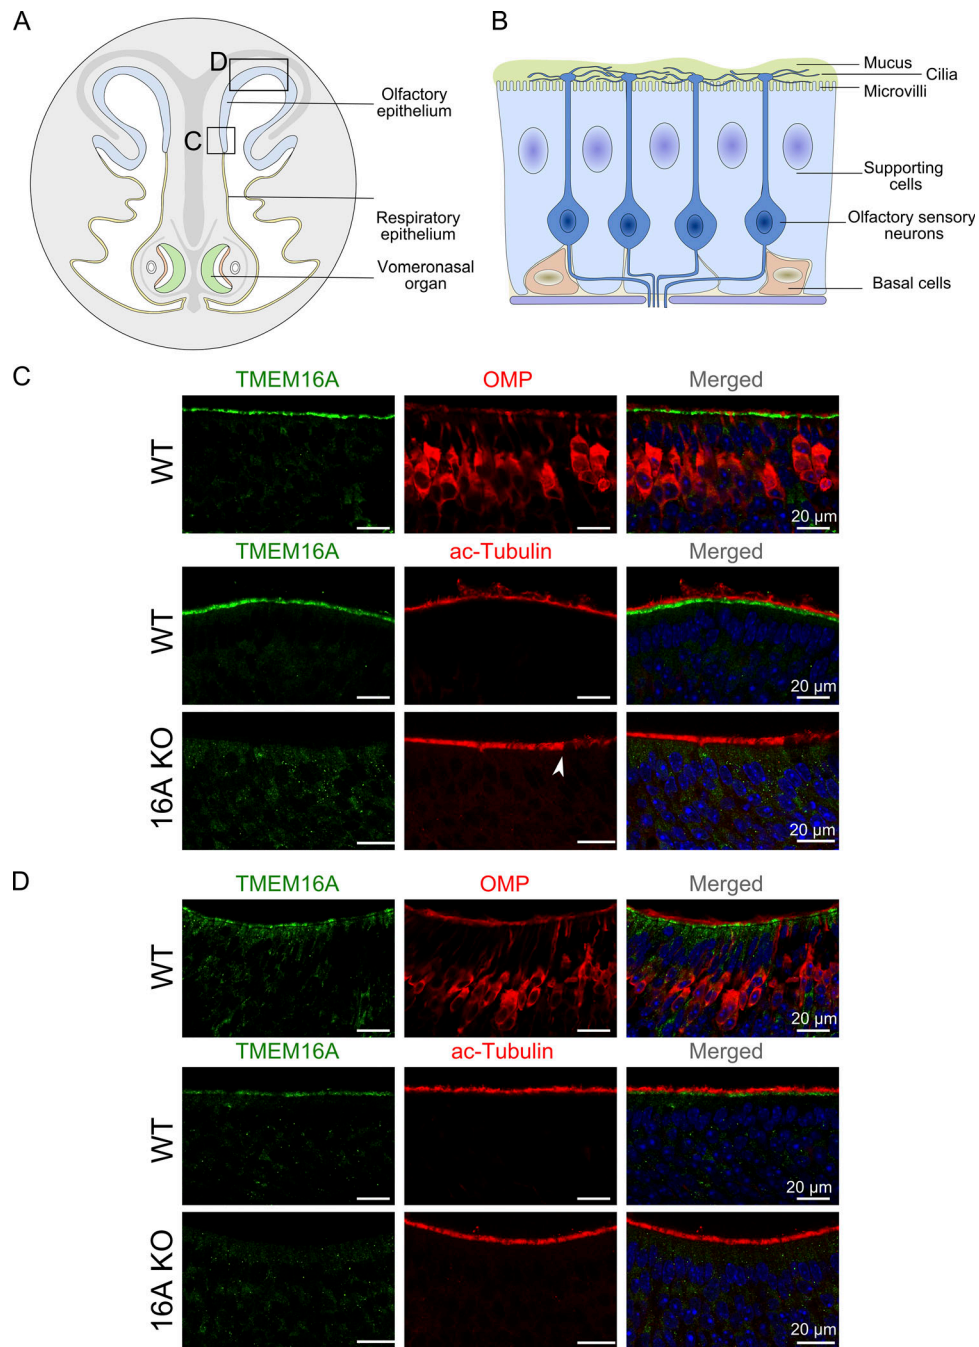 A
D
C
Olfactory
epithelium
Respiratory
epithelium
Vomeronasal
organ
B
Mucus
Cilia
Microvilli
Supporting
cells
Olfactory sensory
neurons
Basal cells
C
TMEM16A OMP Merged
WT
20 µm
TMEM16A ac-Tubulin Merged
WT
20 µm
16A KO
20 µm
D
TMEM16A OMP Merged
WT
20 µm
TMEM16A ac-Tubulin Merged
WT
20 µm
16A KO
20 µm